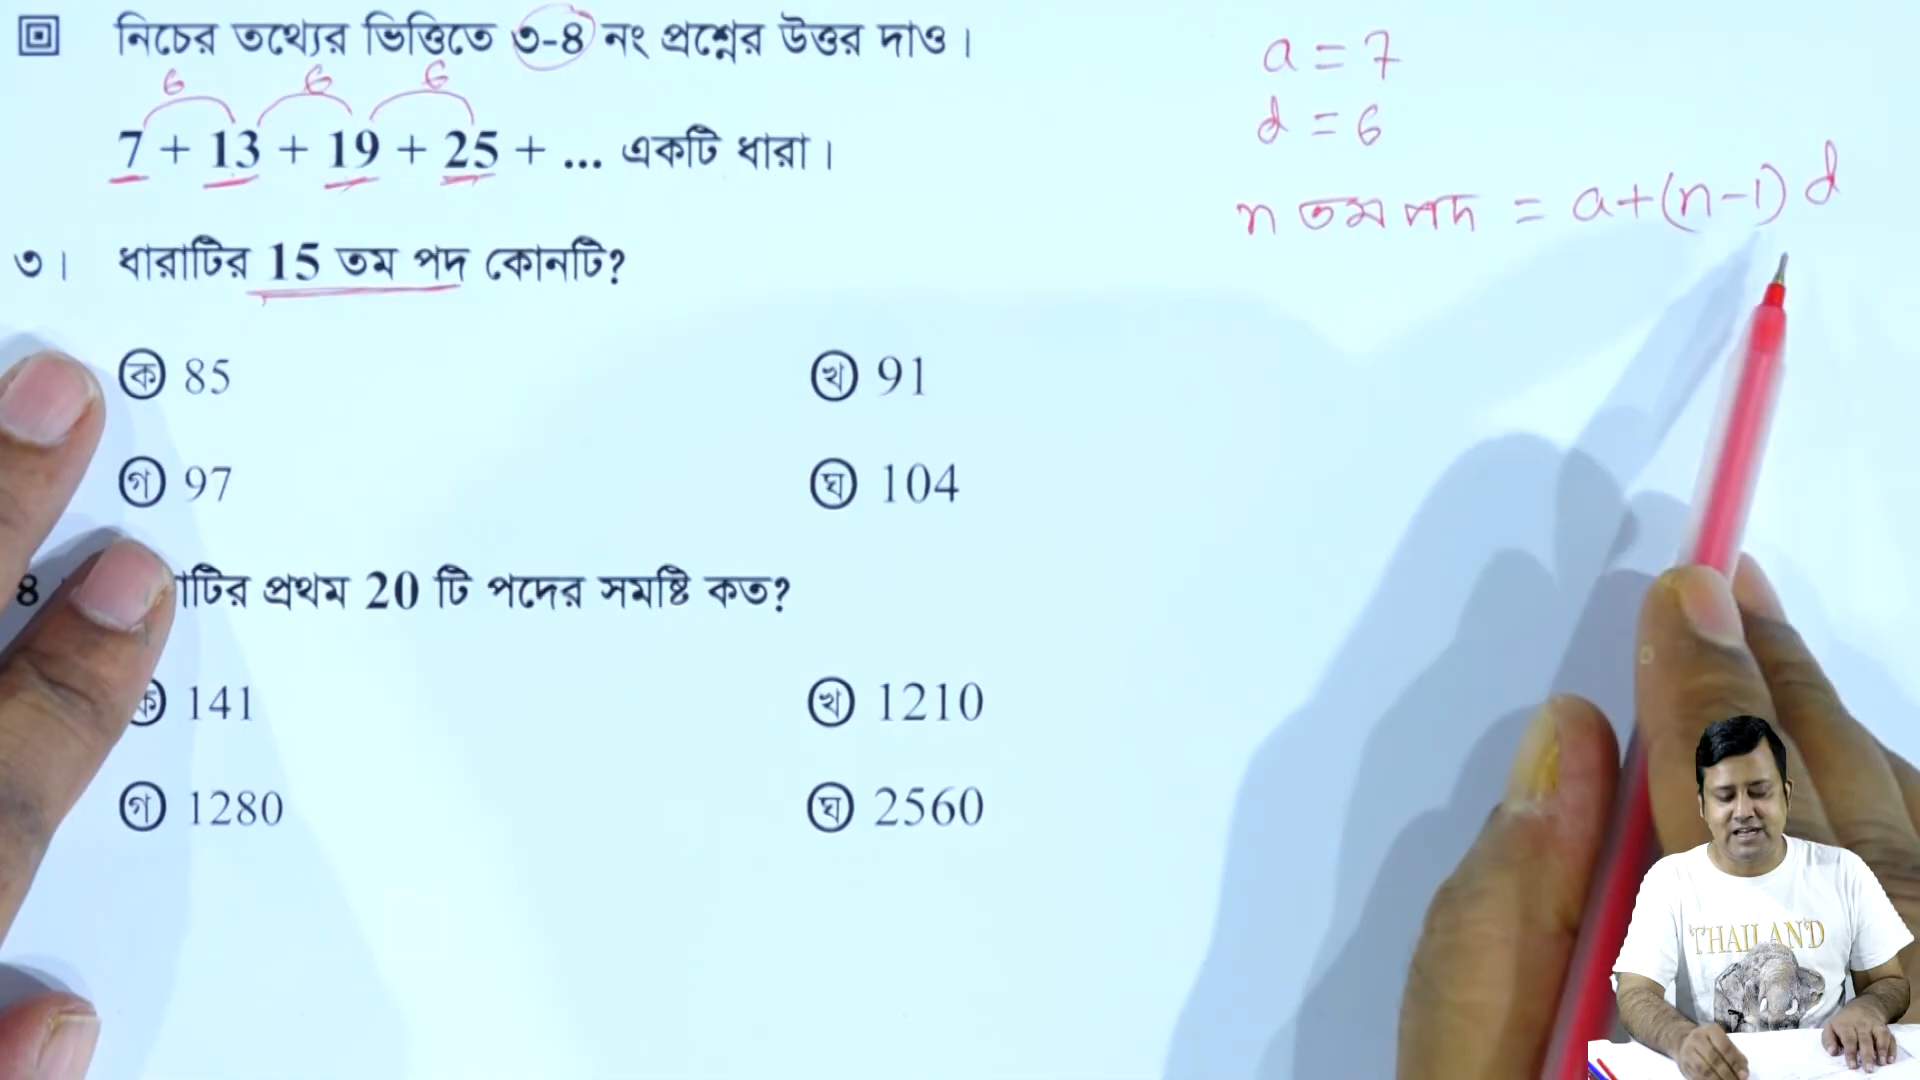 নিচের তথ্যের ভিত্তিতে ৩-৪ নং প্রশ্নের উত্তর দাও।
6 6 6
7 + 13 + 19 + 25 + ... একটি ধারা।
৩। ধারাটির 15 তম পদ কোনটি?
ক 85
খ 91
গ 97
ঘ 104
৪ প্রথম 20 টি পদের সমষ্টি কত?
ক 141
খ 1210
গ 1280
ঘ 2560
a = 7
d = 6
n তম পদ = a+(n-1) d
THAILAND